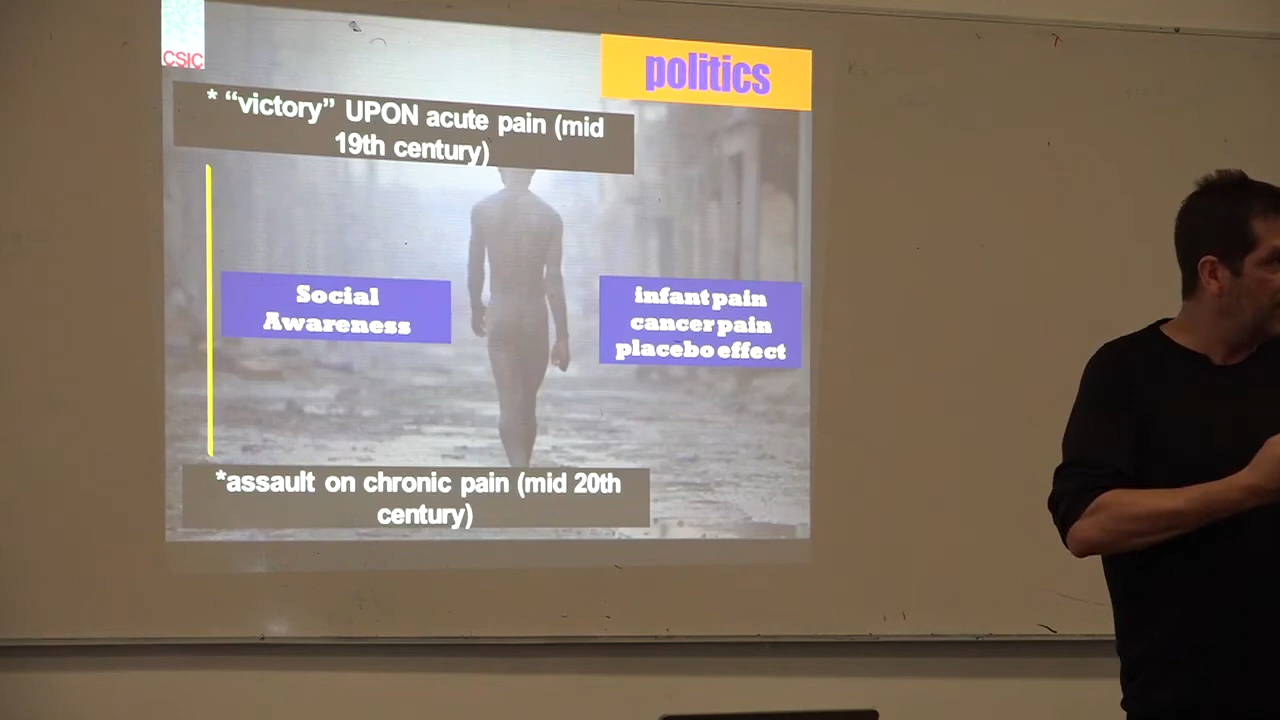 CSIC
politics
* “victory” UPON acute pain (mid
19th century)
Social
Awareness
infant pain
cancer pain
placebo effect
*assault on chronic pain (mid 20th
century)